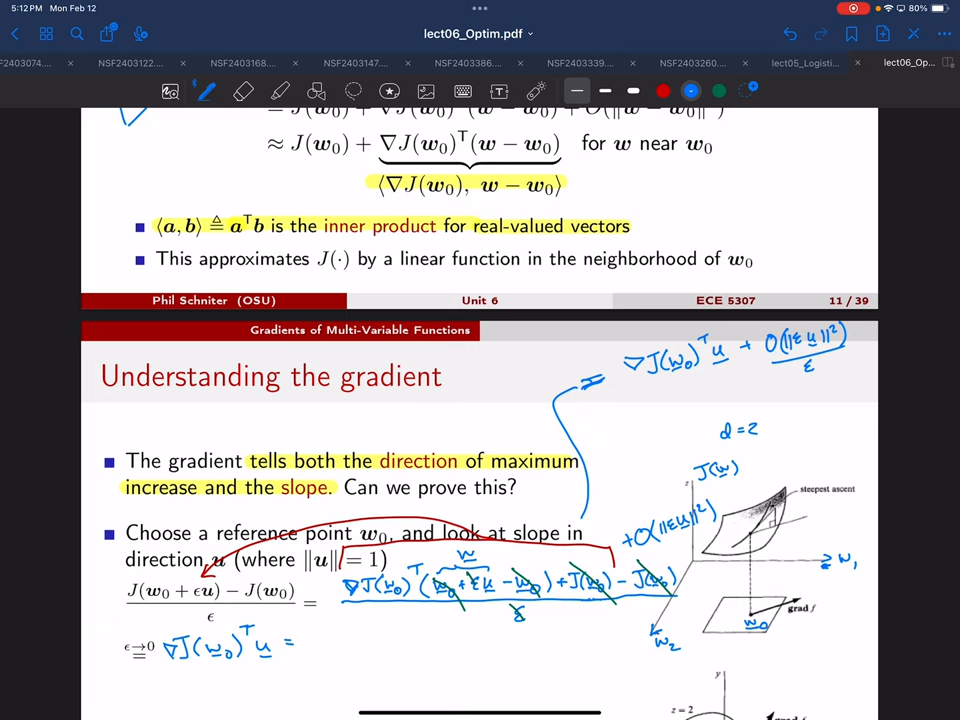 5:12 PM Mon Feb 12
80%
lect06_Optim.pdf
F2403074.... NSF2403122.... NSF2403168.... NSF2403147.... NSF2403386.... NSF2403339.... NSF2403260.... lect05_Logisti... lect06_Op...
= J(w₀) + ∇J(w₀)ᵀ(w − w₀) + O(‖w − w₀‖²)
≈ J(w₀) + ∇J(w₀)ᵀ(w − w₀) for w near w₀
⟨∇J(w₀), w − w₀⟩
■ ⟨a, b⟩ ≜ aᵀb is the inner product for real-valued vectors
■ This approximates J(·) by a linear function in the neighborhood of w₀
Phil Schniter (OSU) Unit 6 ECE 5307 11 / 39
Gradients of Multi-Variable Functions
= ∇J(w₀)ᵀu + O(‖εu‖²)/ε
Understanding the gradient
d = 2
■ The gradient tells both the direction of maximum
increase and the slope. Can we prove this?
J(w)
z
steepest ascent
■ Choose a reference point w₀, and look at slope in
direction u (where ‖u‖ = 1)
+O(‖εu‖²)
w
(J(w₀ + ϵu) − J(w₀))/ϵ = (∇J(w₀)ᵀ(w₀ + εu − w₀) + J(w₀) − J(w₀))/ε
w₁
grad f
w₀
w₂
ϵ→0 = ∇J(w₀)ᵀu =
y
z = 2